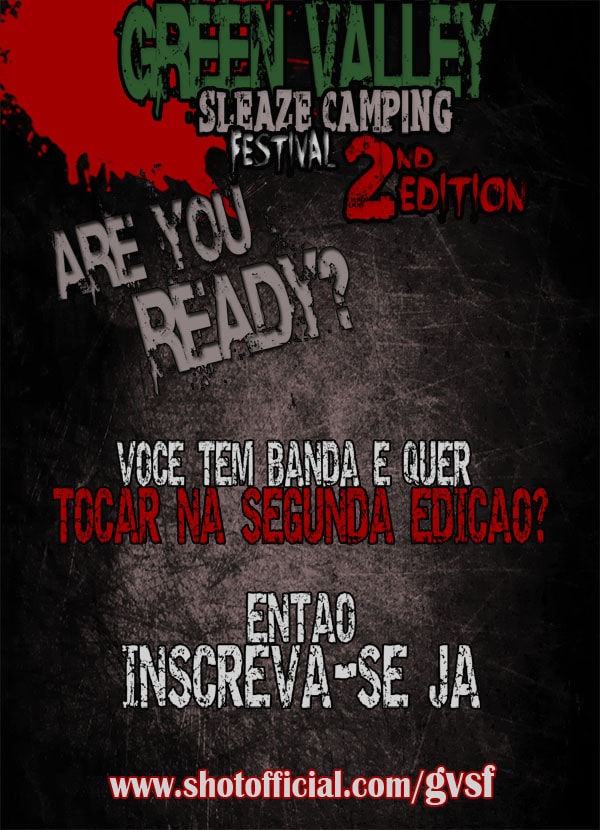 GREEN VALLEY
SLEAZE CAMPING
FESTIVAL 2ND EDITION
ARE YOU
READY?
VOCE TEM BANDA E QUER
TOCAR NA SEGUNDA EDICAO?
ENTAO
INSCREVA-SE JA
www.shotofficial.com/gvsf